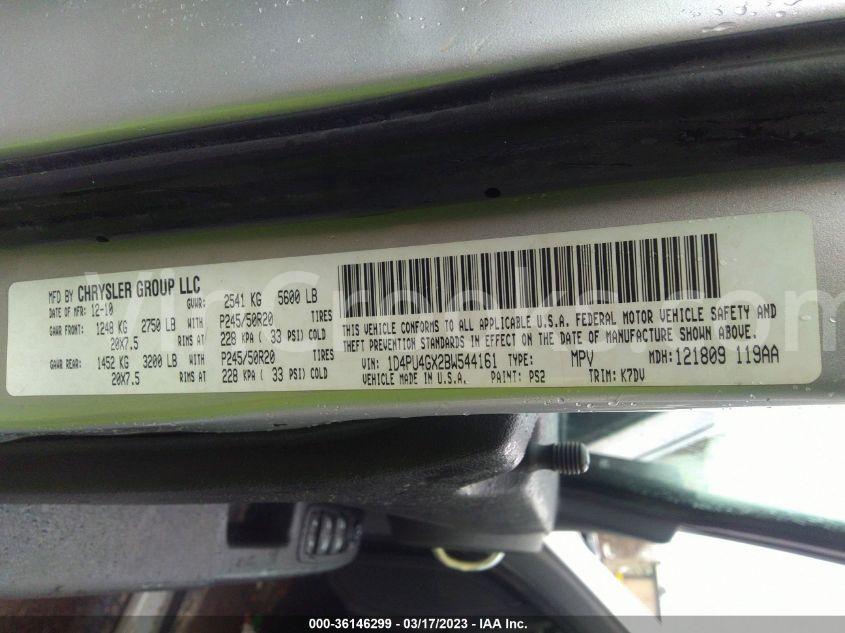 MFD BY CHRYSLER GROUP LLC
DATE OF MFR: 12-10 GVWR: 2541 KG 5600 LB
GAWR FRONT: 1248 KG 2750 LB WITH P245/50R20 TIRES
20X7.5 RIMS AT 228 KPA ( 33 PSI) COLD
GAWR REAR: 1452 KG 3200 LB WITH P245/50R20 TIRES
20X7.5 RIMS AT 228 KPA ( 33 PSI) COLD
THIS VEHICLE CONFORMS TO ALL APPLICABLE U.S.A. FEDERAL MOTOR VEHICLE SAFETY AND
THEFT PREVENTION STANDARDS IN EFFECT ON THE DATE OF MANUFACTURE SHOWN ABOVE.
VIN: 1D4PU4GX2BW544161 TYPE: MPV MDH: 121809 119AA
VEHICLE MADE IN U.S.A. PAINT: PS2 TRIM: K7DV
VinCrooks.com
000-36146299 - 03/17/2023 - IAA Inc.